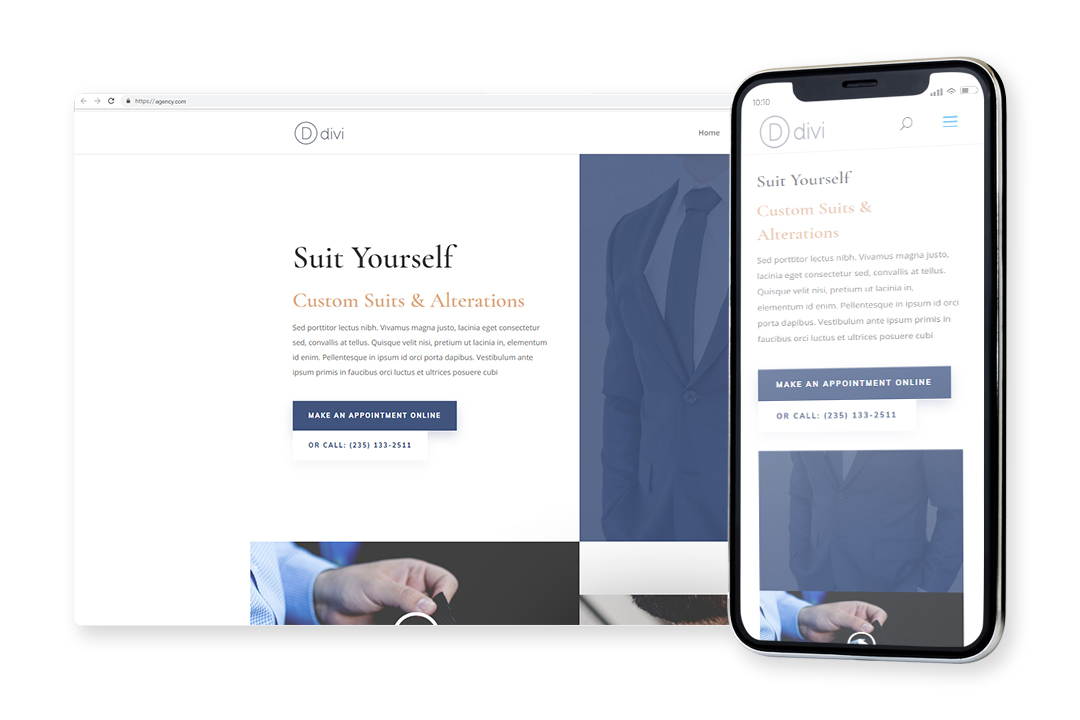 https://agency.com
D divi
Home
Suit Yourself
Custom Suits & Alterations
Sed porttitor lectus nibh. Vivamus magna justo, lacinia eget consectetur
sed, convallis at tellus. Quisque velit nisi, pretium ut lacinia in, elementum
id enim. Pellentesque in ipsum id orci porta dapibus. Vestibulum ante
ipsum primis in faucibus orci luctus et ultrices posuere cubi
MAKE AN APPOINTMENT ONLINE
OR CALL: (235) 133-2511
10:10
D divi
Suit Yourself
Custom Suits &
Alterations
Sed porttitor lectus nibh. Vivamus magna justo,
lacinia eget consectetur sed, convallis at tellus.
Quisque velit nisi, pretium ut lacinia in,
elementum id enim. Pellentesque in ipsum id orci
porta dapibus. Vestibulum ante ipsum primis in
faucibus orci luctus et ultrices posuere cubi
MAKE AN APPOINTMENT ONLINE
OR CALL: (235) 133-2511